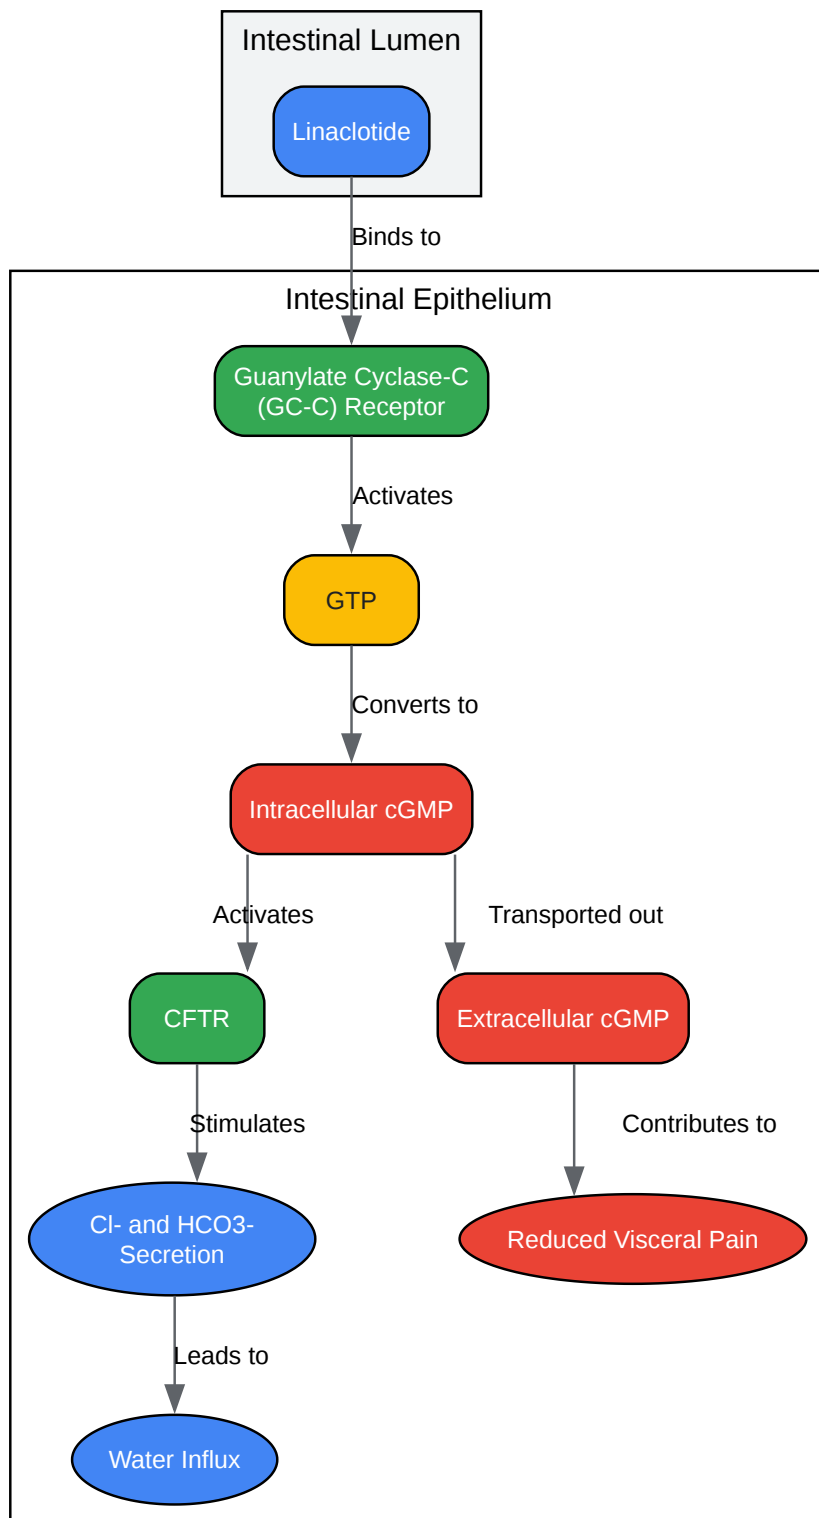 Intestinal Lumen
Linaclotide
Binds to
Intestinal Epithelium
Guanylate Cyclase-C
(GC-C) Receptor
Activates
GTP
Converts to
Intracellular cGMP
Activates
Transported out
CFTR
Extracellular cGMP
Stimulates
Contributes to
Cl- and HCO3-
Secretion
Reduced Visceral Pain
Leads to
Water Influx